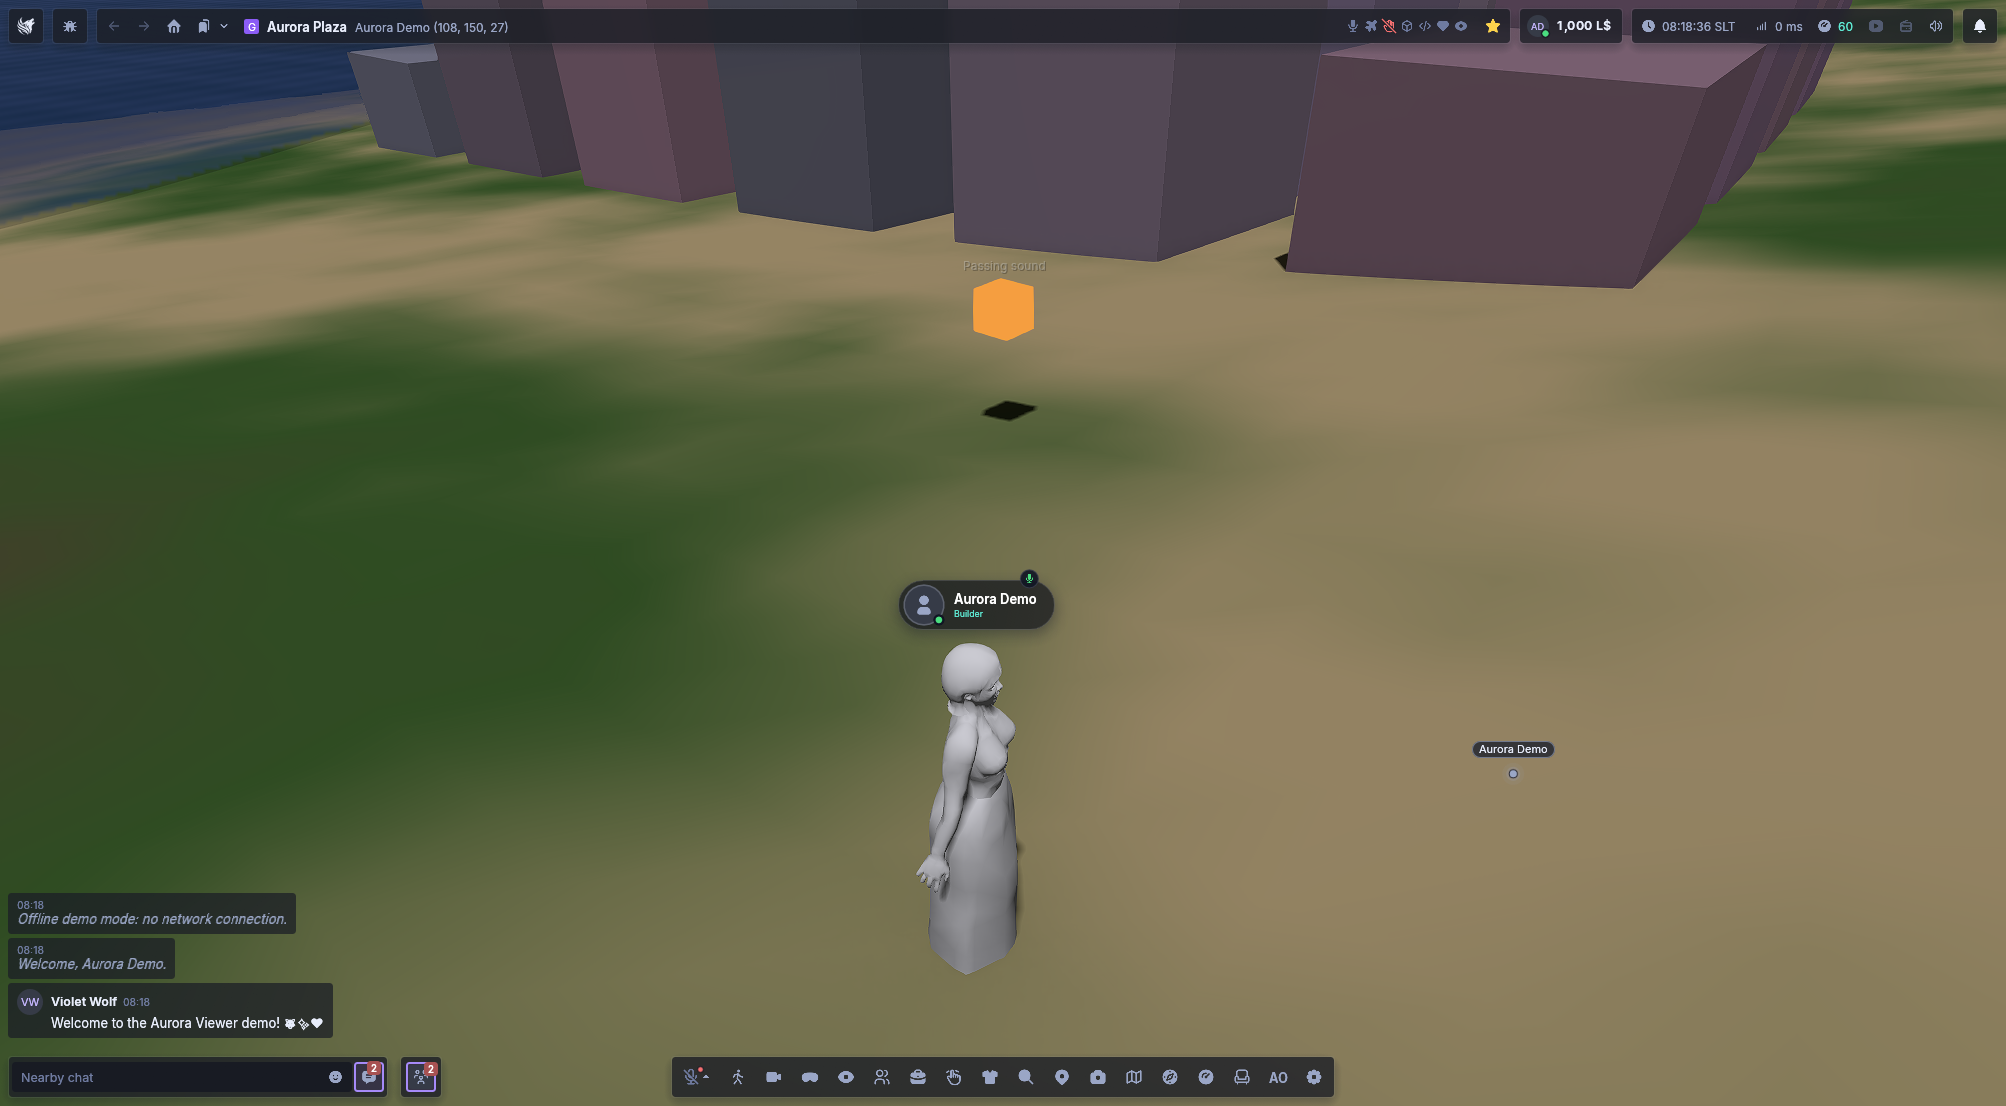 G Aurora Plaza Aurora Demo (108, 150, 27)
AD 1,000 L$
08:18:36 SLT 0 ms 60
Passing sound
Aurora Demo
Builder
Aurora Demo
08:18
Offline demo mode: no network connection.
08:18
Welcome, Aurora Demo.
VW Violet Wolf 08:18
Welcome to the Aurora Viewer demo!
Nearby chat
2
2
AO